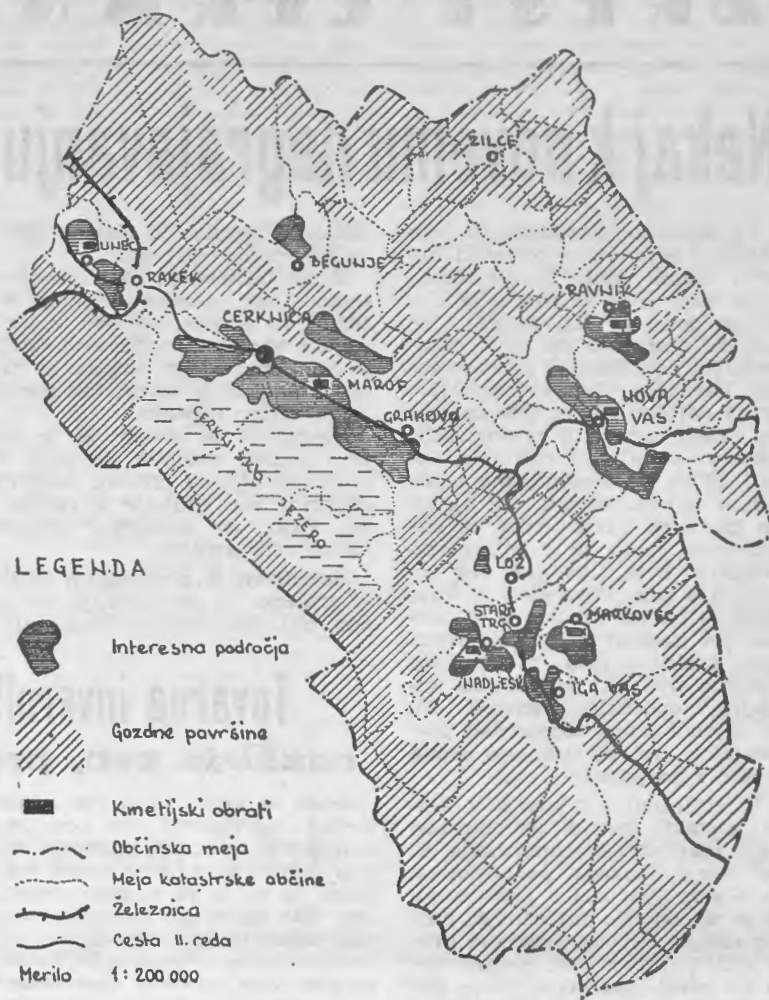 ŽILCE
UNEC
BEGUNJE
RAKEK
RAVNIK
CERKNICA
MAROF
NOVA
VAS
GRAHOVO
CERKNIŠKO
JEZERO
LOŽ
STARI
TRG
MARKOVEC
NADLESK
IGA VAS
LEGENDA
Interesna področja
Gozdne površine
Kmetijski obrati
Občinska meja
Meja katastrske občine
Železnica
Cesta II. reda
Merilo 1:200 000